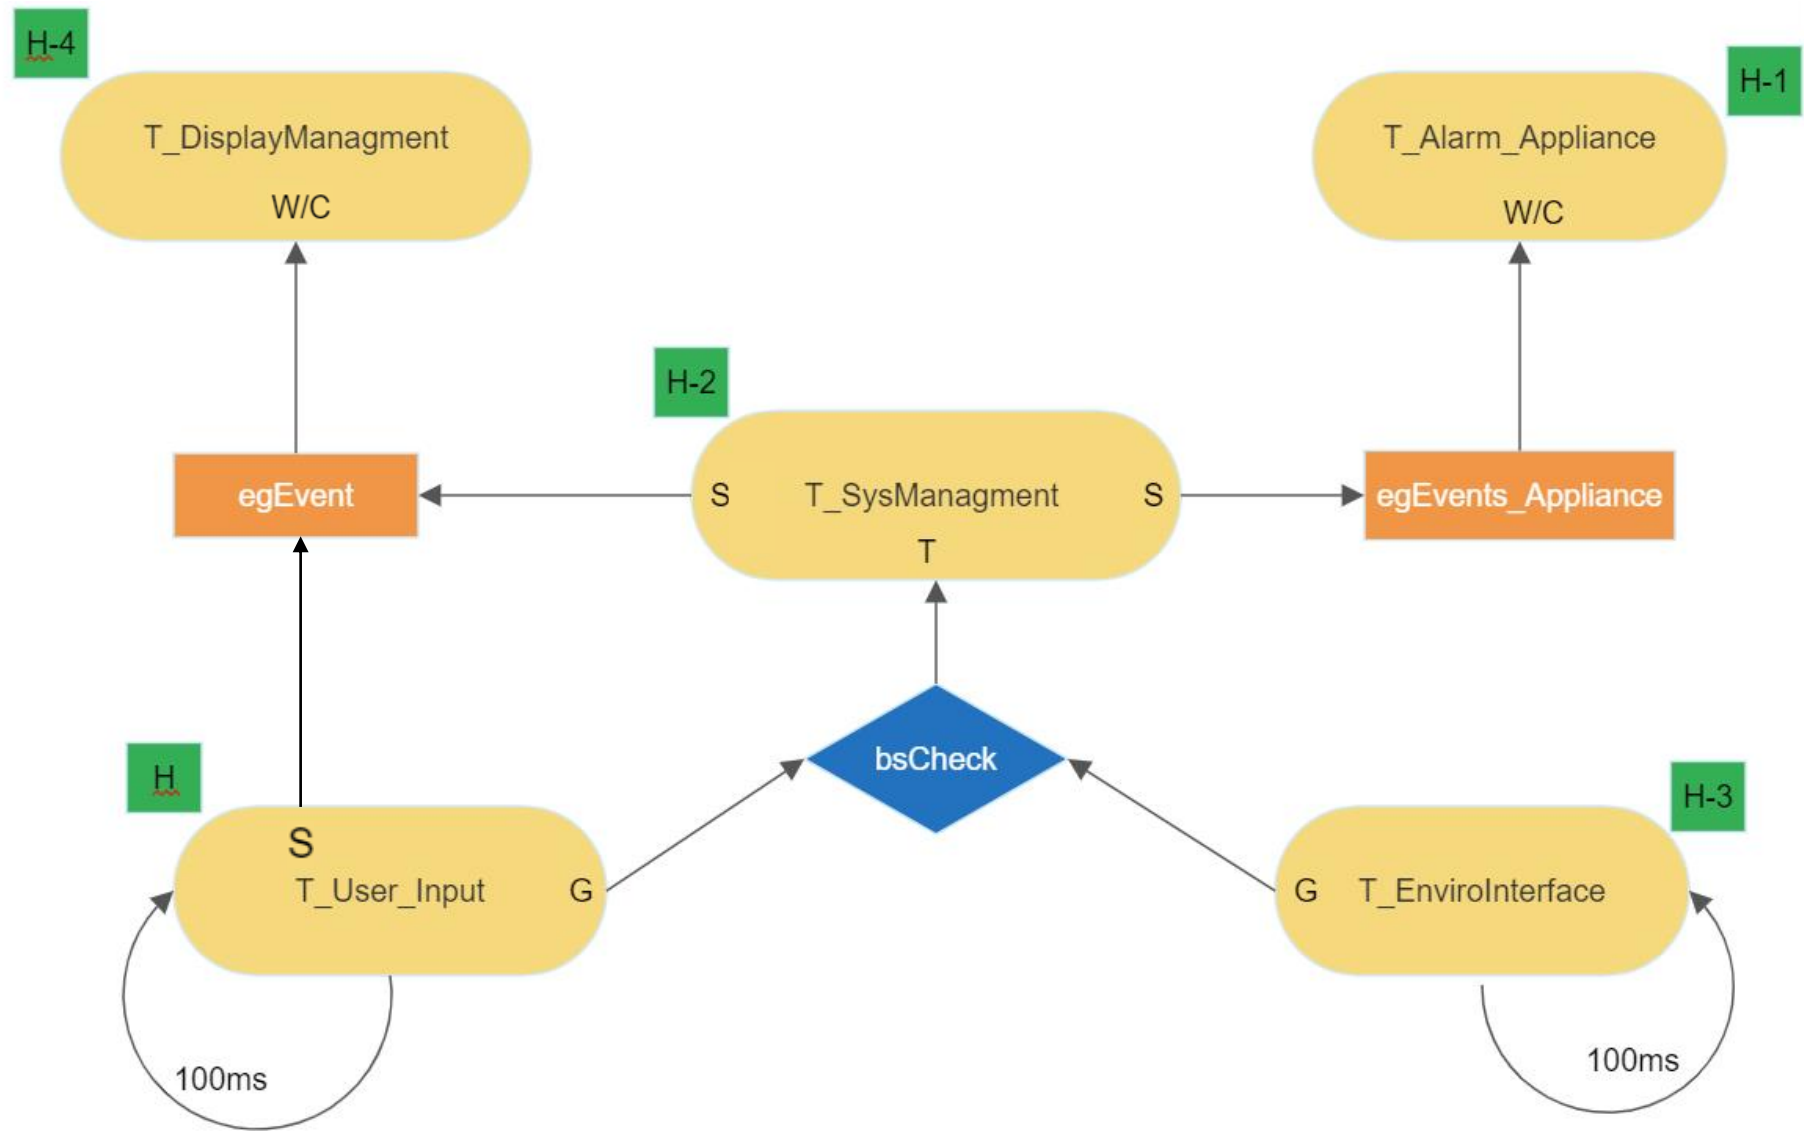 H-4
H-1
T_DisplayManagment
W/C
T_Alarm_Appliance
W/C
H-2
egEvent
S
T_SysManagment
S
T
egEvents_Appliance
bsCheck
H
H-3
S
T_User_Input
G
G
T_EnviroInterface
100ms
100ms